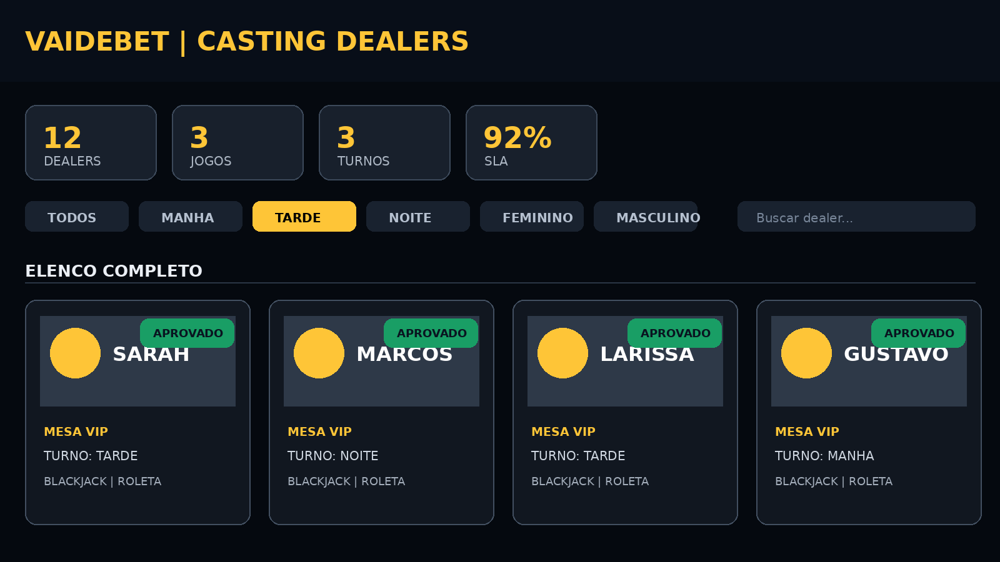 VAIDEBET | CASTING DEALERS
12
DEALERS
3
JOGOS
3
TURNOS
92%
SLA
TODOS
MANHA
TARDE
NOITE
FEMININO
MASCULINO
Buscar dealer...
ELENCO COMPLETO
APROVADO
SARAH
MESA VIP
TURNO: TARDE
BLACKJACK | ROLETA
APROVADO
MARCOS
MESA VIP
TURNO: NOITE
BLACKJACK | ROLETA
APROVADO
LARISSA
MESA VIP
TURNO: TARDE
BLACKJACK | ROLETA
APROVADO
GUSTAVO
MESA VIP
TURNO: MANHA
BLACKJACK | ROLETA